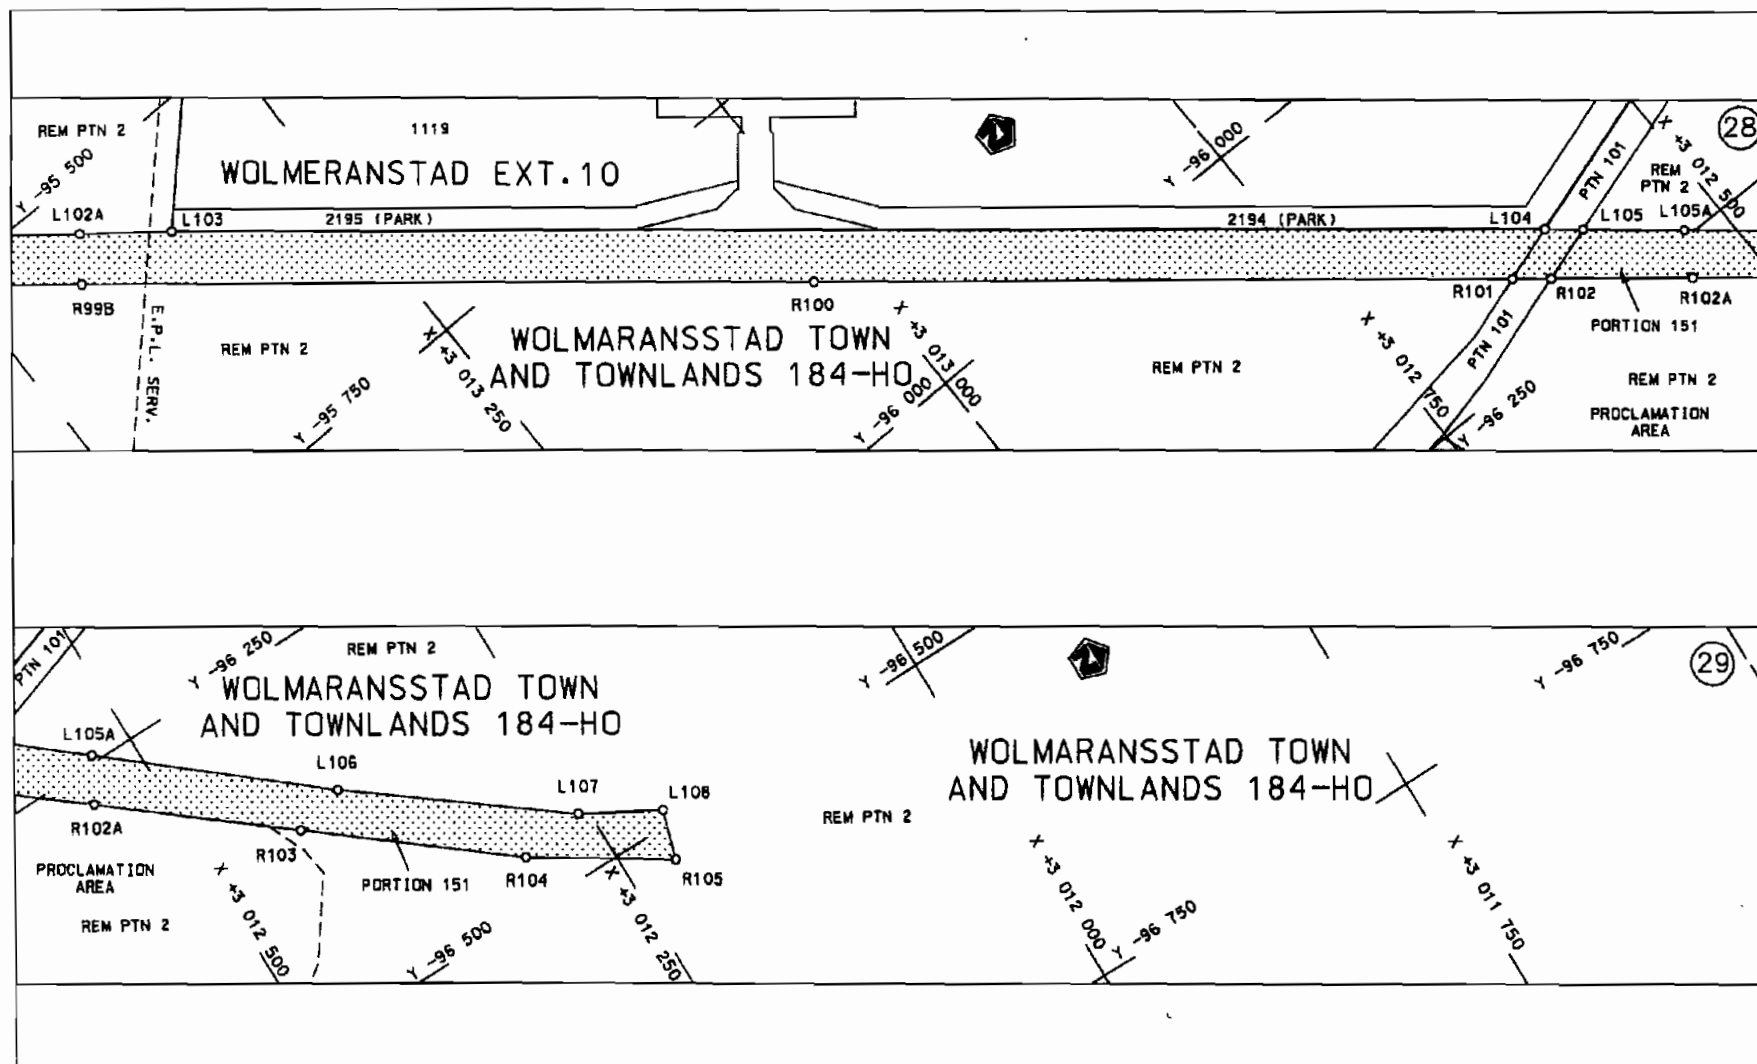 REM PTN 2
1119
28
Y -95 500
WOLMERANSTAD EXT.10
Y -96 000
PTN 101
REM
PTN 2
X +3 012 500
L102A
L103
2195 (PARK)
2194 (PARK)
L104
L105
L105A
R99B
R100
R101
R102
R102A
E.P.L. SERV.
REM PTN 2
X +3 013 250
WOLMARANSSTAD TOWN
AND TOWNLANDS 184-HO
X +3 013 000
REM PTN 2
X +3 012 750
PTN 101
PORTION 151
REM PTN 2
Y -95 750
Y -96 000
Y -96 250
PROCLAMATION
AREA
PTN 101
Y -96 250
REM PTN 2
Y -96 500
Y -96 750
29
WOLMARANSSTAD TOWN
AND TOWNLANDS 184-HO
L105A
L106
L107
L108
WOLMARANSSTAD TOWN
AND TOWNLANDS 184-HO
R102A
R103
PORTION 151
R104
R105
REM PTN 2
PROCLAMATION
AREA
REM PTN 2
X +3 012 500
Y -96 500
X +3 012 250
X +3 012 000
Y -96 750
X +3 011 750